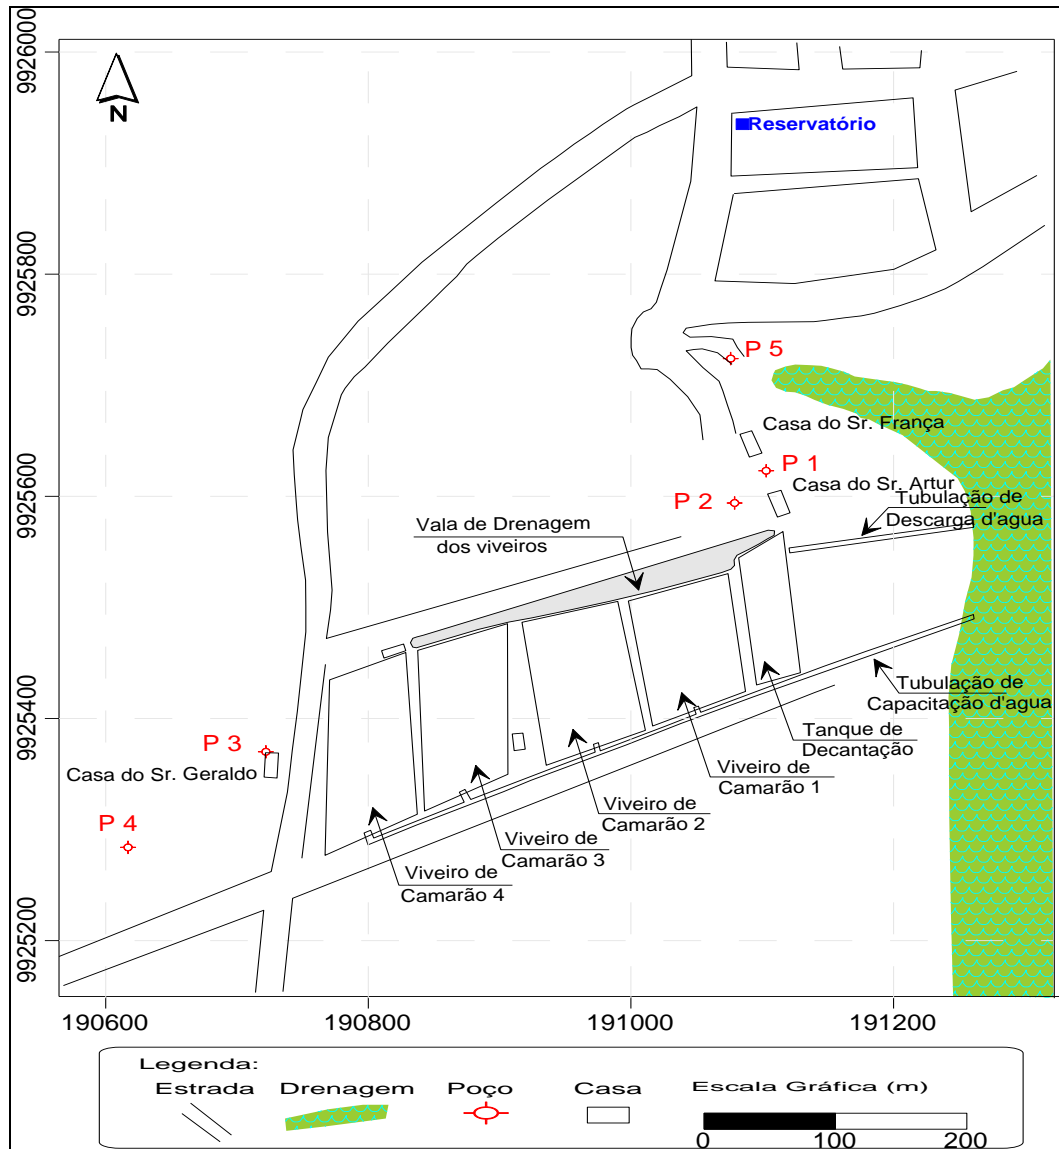 9926000
N
Reservatório
9925800
P 5
Casa do Sr. França
P 1
Casa do Sr. Artur
P 2
9925600
Tubulação de
Descarga d'agua
Vala de Drenagem
dos viveiros
Tubulação de
Capacitação d'agua
9925400
Tanque de
Decantação
P 3
Casa do Sr. Geraldo
Viveiro de
Camarão 1
Viveiro de
Camarão 2
P 4
Viveiro de
Camarão 3
Viveiro de
Camarão 4
9925200
190600 190800 191000 191200
Legenda:
Estrada Drenagem Poço Casa Escala Gráfica (m)
0 100 200